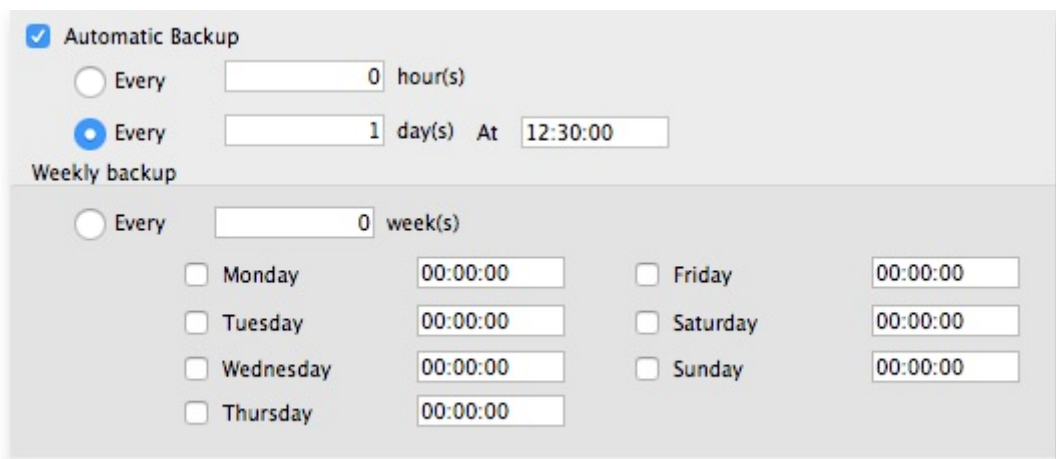 Automatic Backup
Every 0 hour(s)
Every 1 day(s) At 12:30:00
Weekly backup
Every 0 week(s)
Monday 00:00:00 Friday 00:00:00
Tuesday 00:00:00 Saturday 00:00:00
Wednesday 00:00:00 Sunday 00:00:00
Thursday 00:00:00